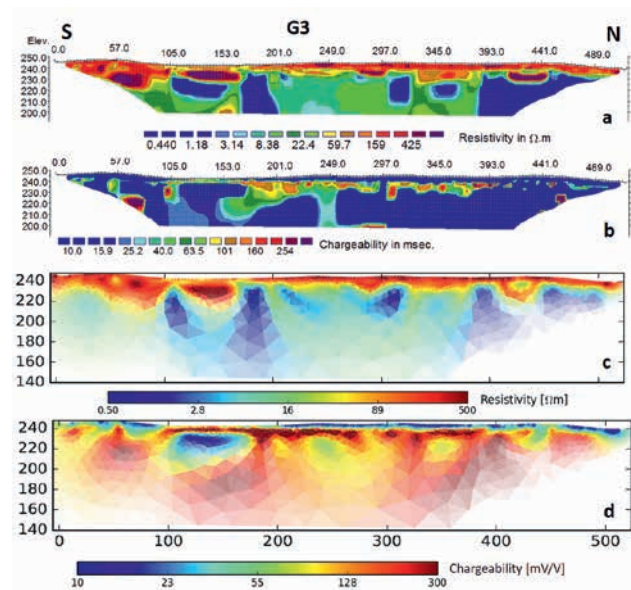 S G3 N
Elev. 0.0 57.0 105.0 153.0 201.0 249.0 297.0 345.0 393.0 441.0 489.0
250.0
240.0
230.0
220.0
210.0
200.0
a
0.440 1.18 3.14 8.38 22.4 59.7 159 425 Resistivity in Ω.m
0.0 57.0 105.0 153.0 201.0 249.0 297.0 345.0 393.0 441.0 489.0
250.0
240.0
230.0
220.0
210.0
200.0
b
10.0 15.9 25.2 40.0 63.5 101 160 254 Chargeability in msec.
240
220
200
180
160
140
c
0.50 2.8 16 89 500
Resistivity [Ωm]
240
220
200
180
160
140
d
0 100 200 300 400 500
Chargeability [mV/V]
10 23 55 128 300